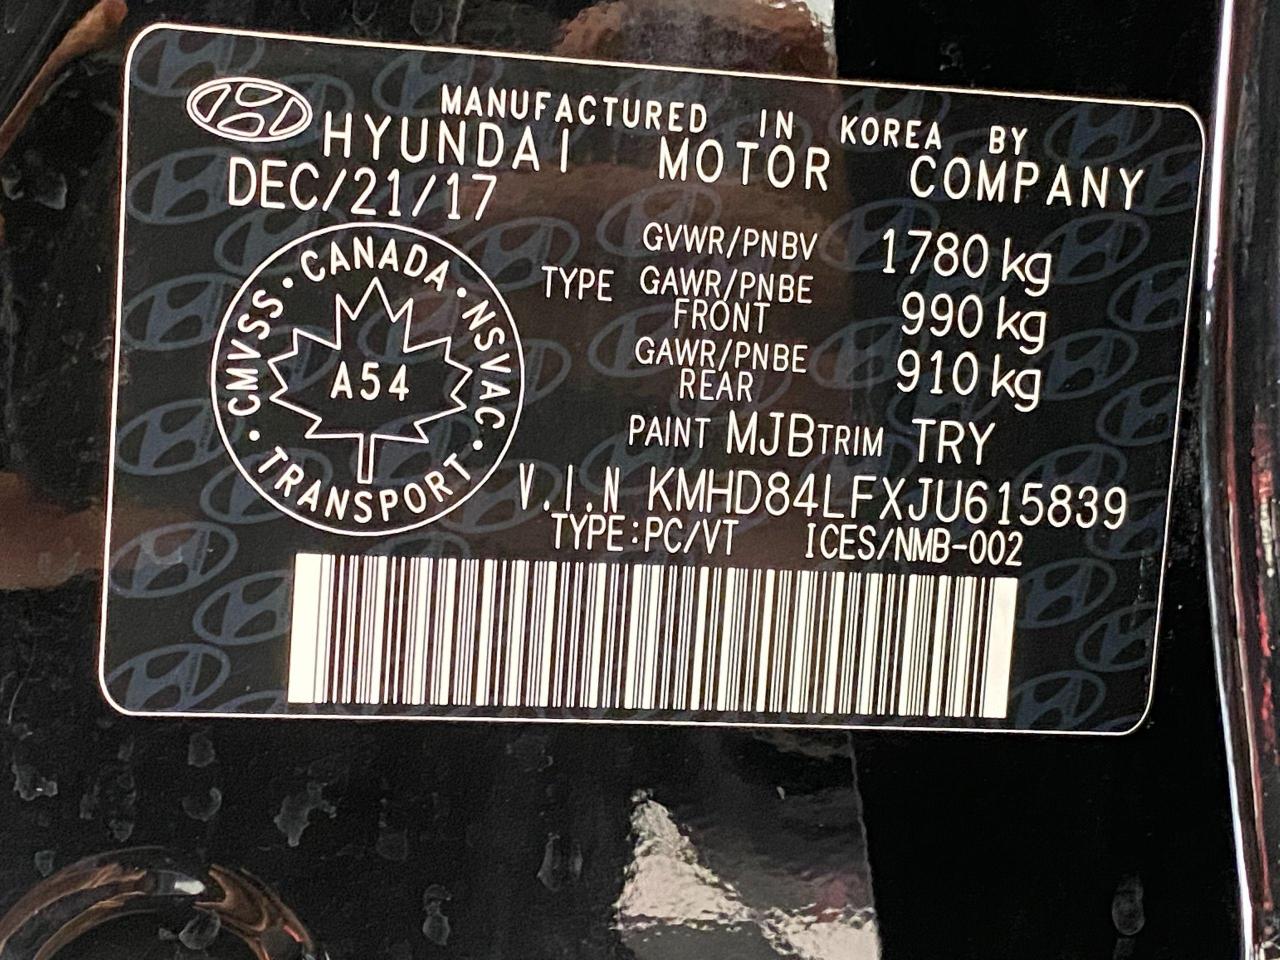 MANUFACTURED IN KOREA BY
HYUNDAI MOTOR COMPANY
DEC/21/17
CANADA · NSVAC · TRANSPORT · CMVSS ·
A54
GVWR/PNBV 1780 kg
TYPE GAWR/PNBE FRONT 990 kg
GAWR/PNBE REAR 910 kg
PAINT MJB TRIM TRY
V.I.N KMHD84LFXJU615839
TYPE:PC/VT ICES/NMB-002